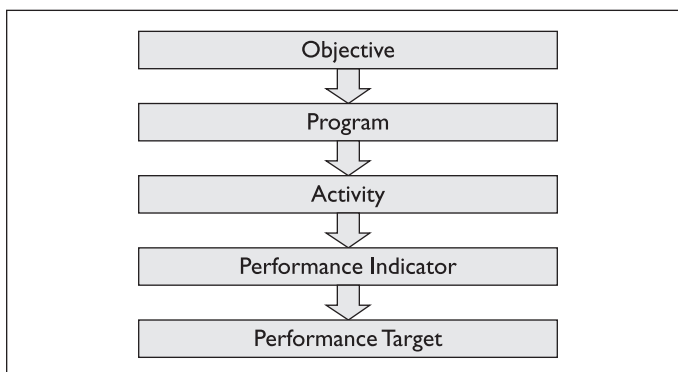 Objective
Program
Activity
Performance Indicator
Performance Target